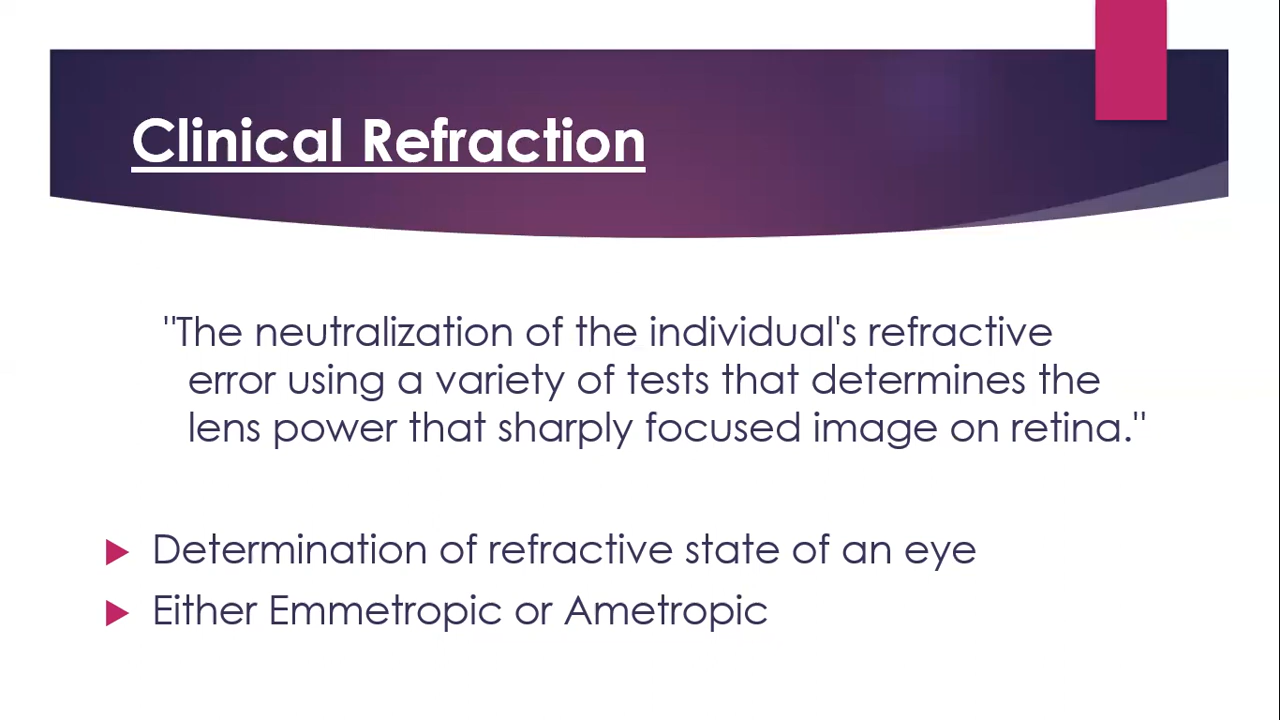 Clinical Refraction
"The neutralization of the individual's refractive
error using a variety of tests that determines the
lens power that sharply focused image on retina."
Determination of refractive state of an eye
Either Emmetropic or Ametropic